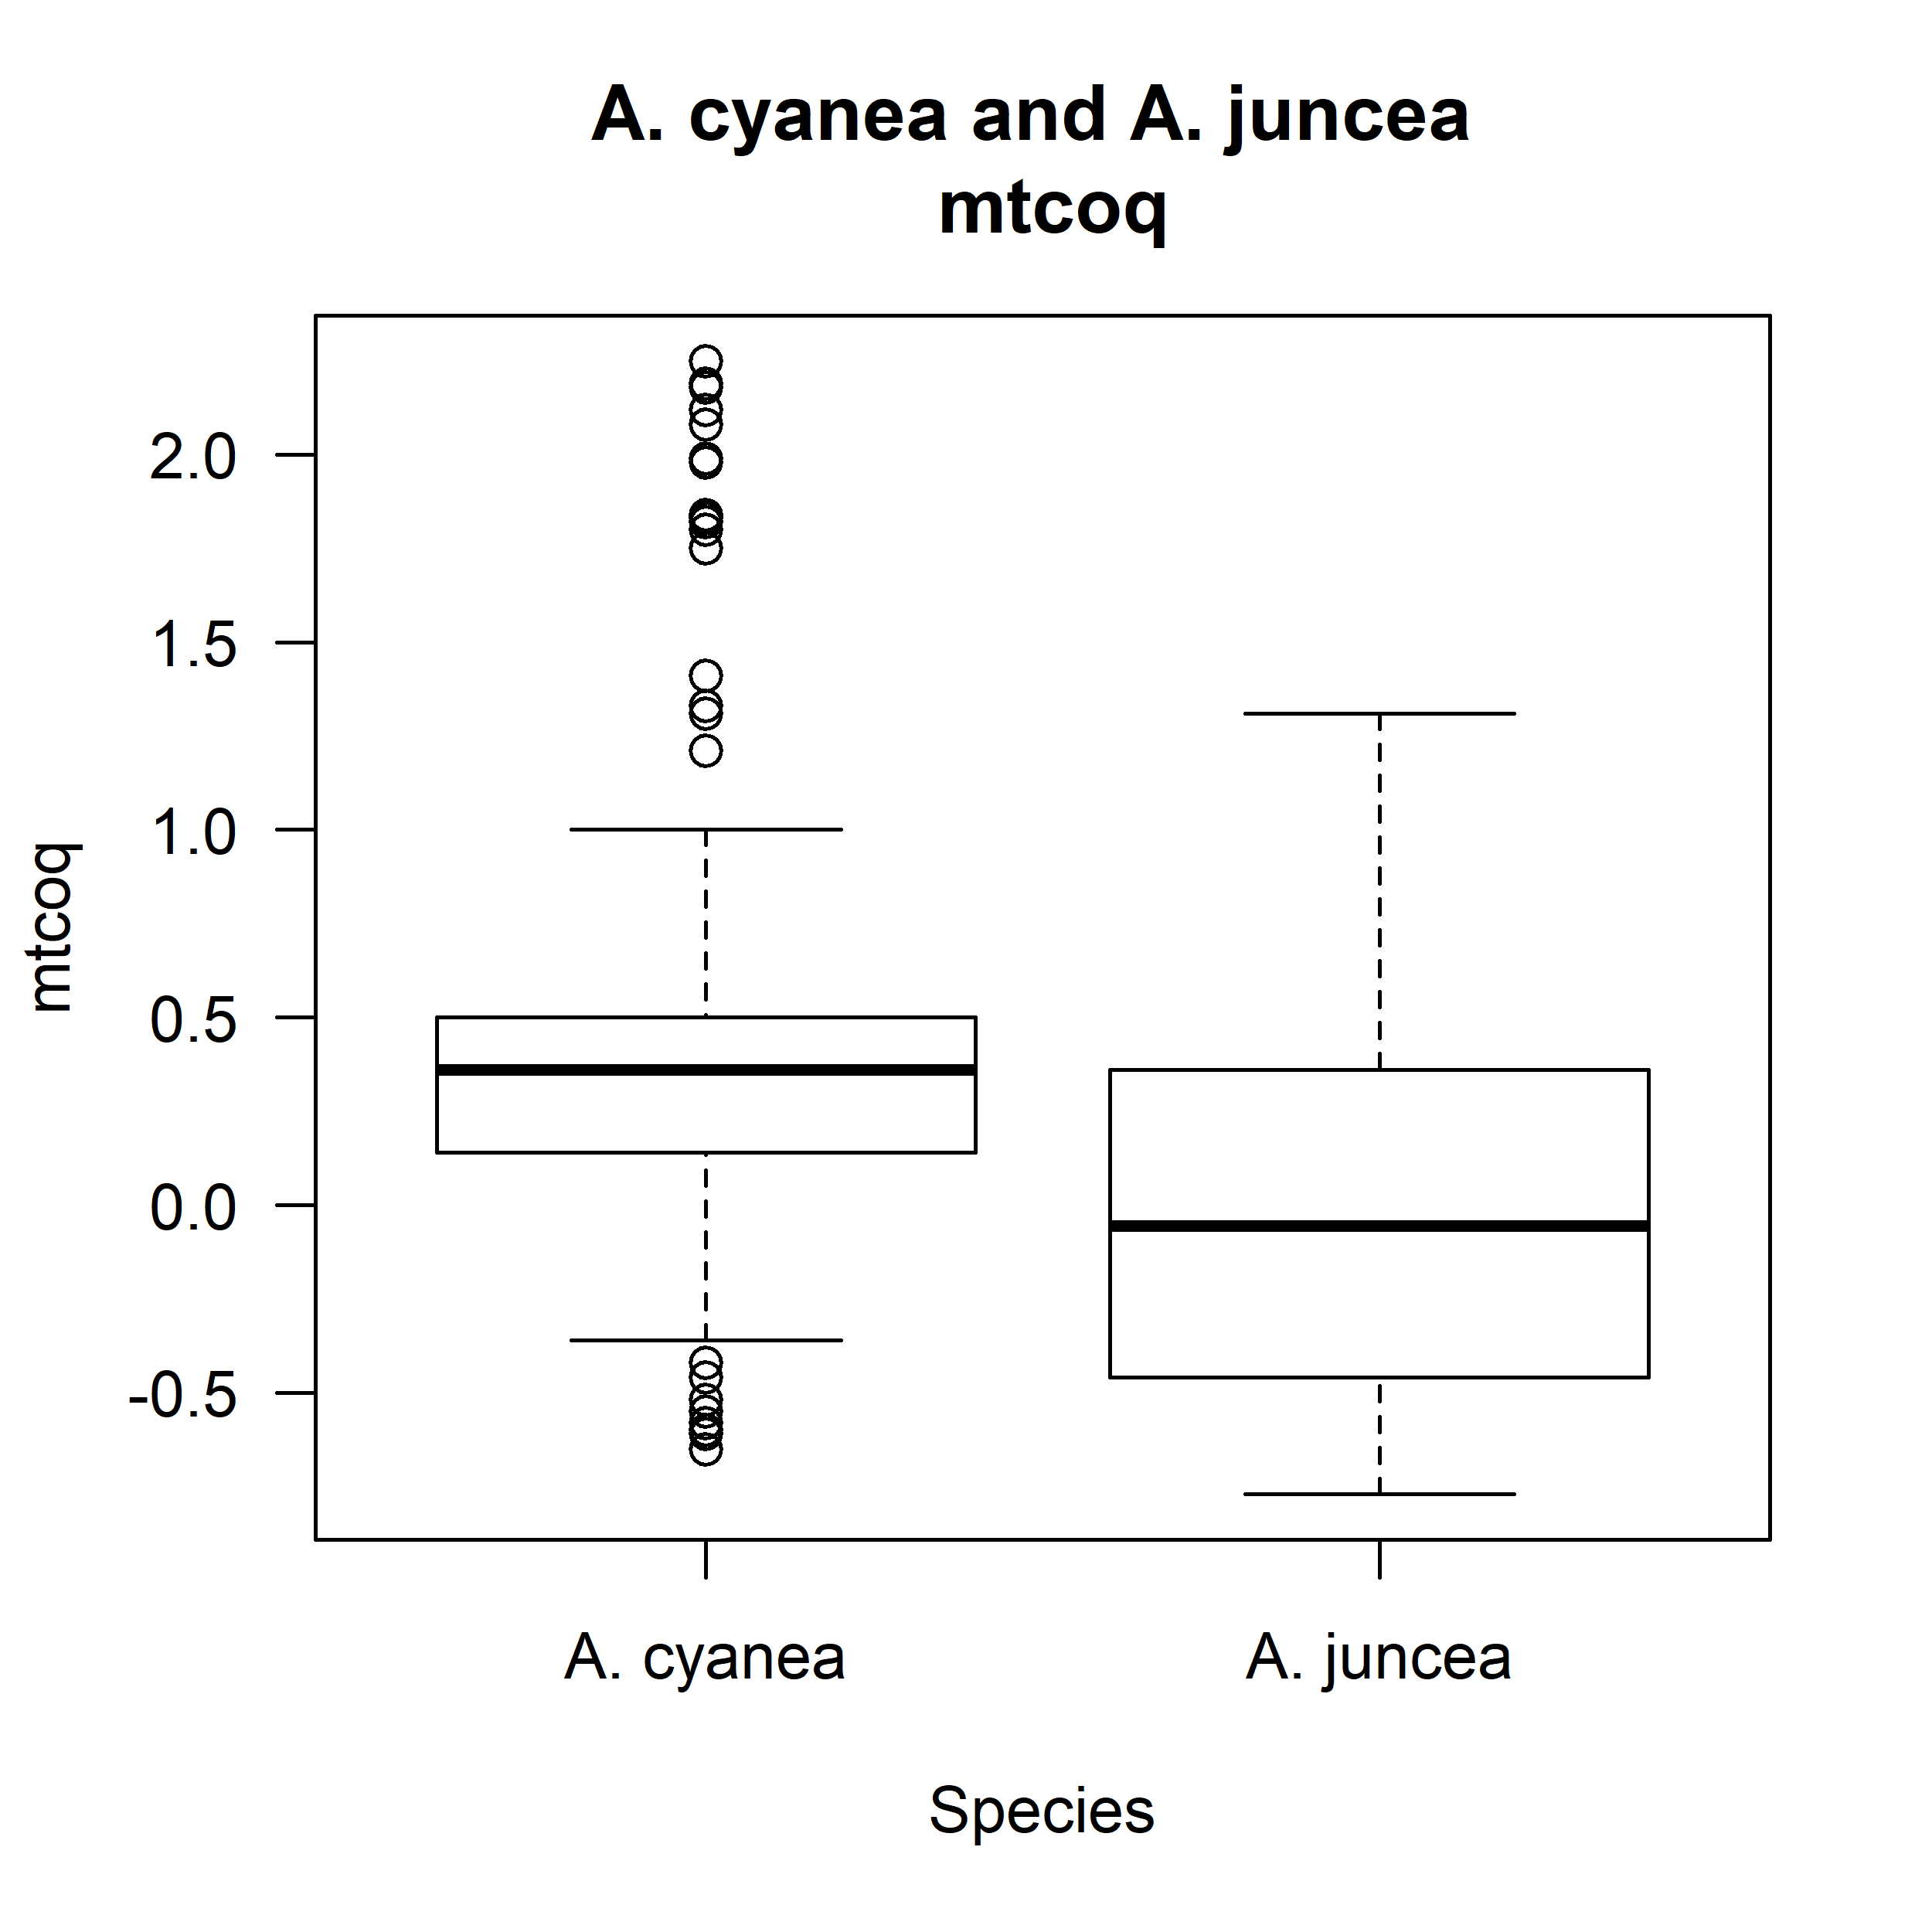 A. cyanea and A. juncea
mtcoq
mtcoq
2.0
1.5
1.0
0.5
0.0
-0.5
A. cyanea
A. juncea
Species